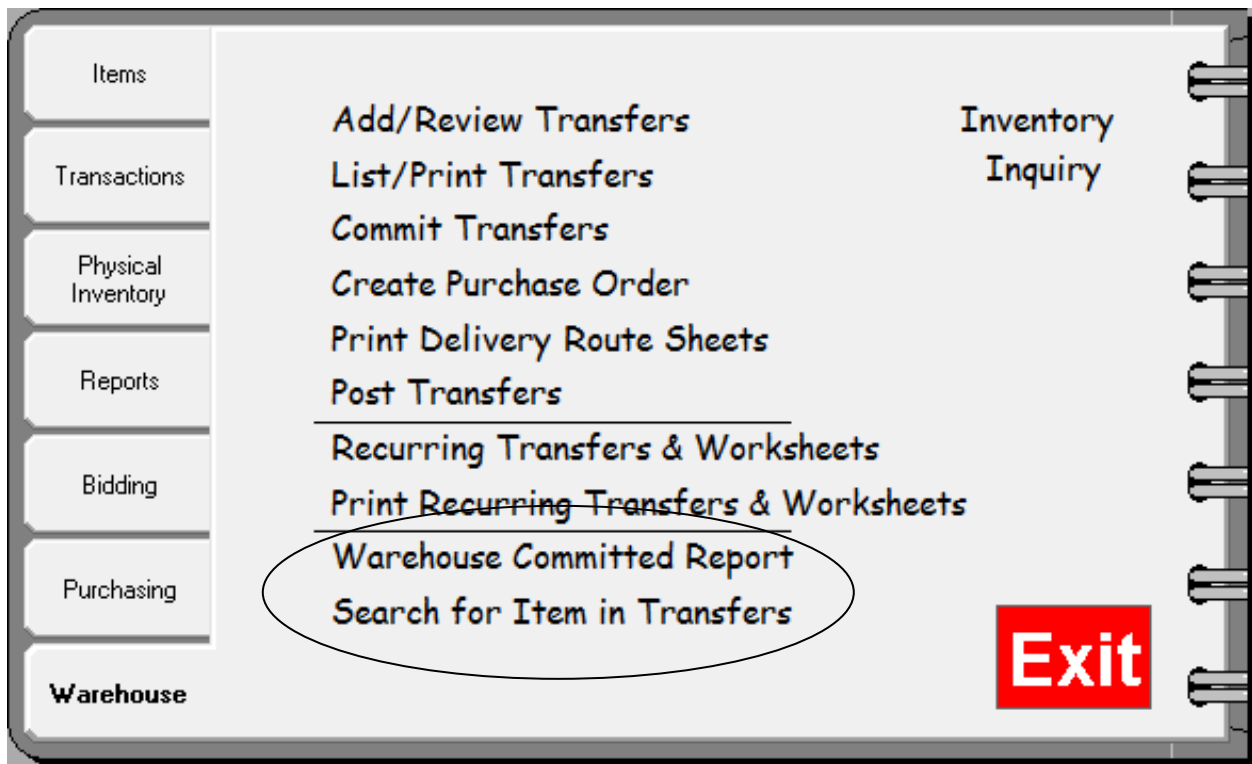 Items
Transactions
Physical
Inventory
Reports
Bidding
Purchasing
Warehouse
Add/Review Transfers
List/Print Transfers
Commit Transfers
Create Purchase Order
Print Delivery Route Sheets
Post Transfers
Recurring Transfers & Worksheets
Print Recurring Transfers & Worksheets
Warehouse Committed Report
Search for Item in Transfers
Inventory
Inquiry
Exit